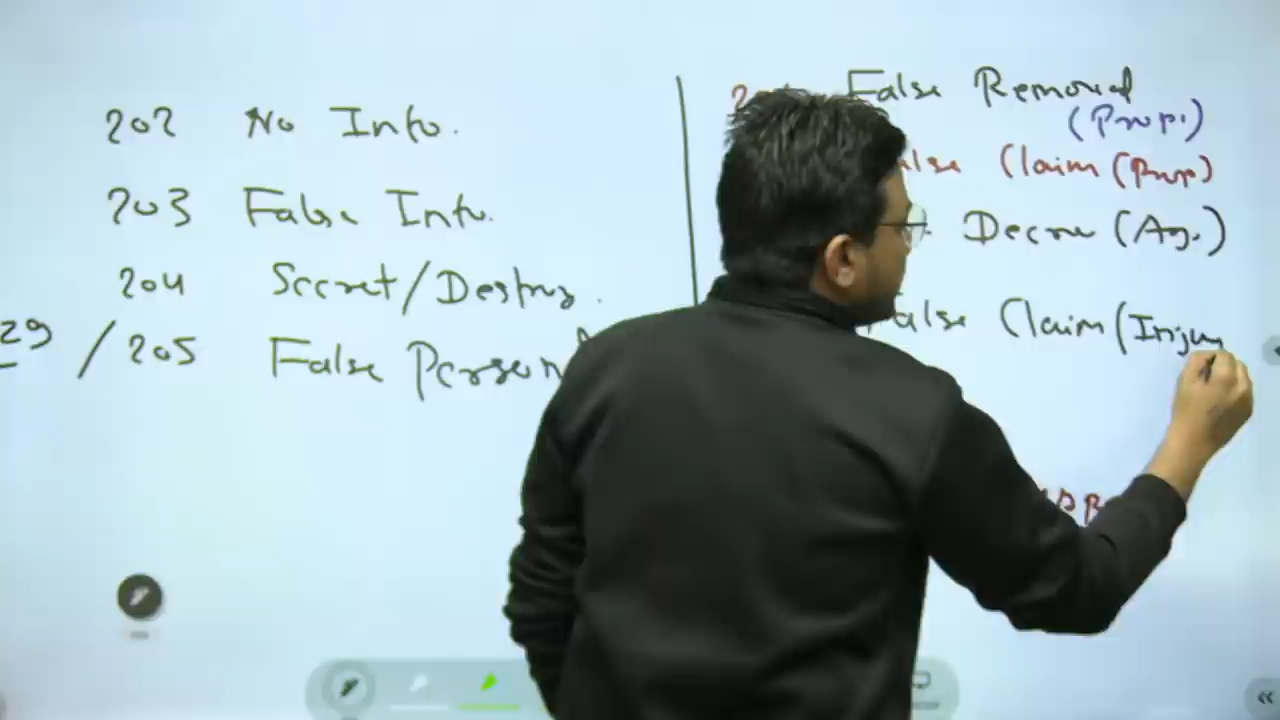 202 No Info.
203 False Info.
204 Secret/Destroy.
29 / 205 False Person
False Removal
(Prop.)
Claim (Prop)
Decree (Ag.)
False Claim (Injury